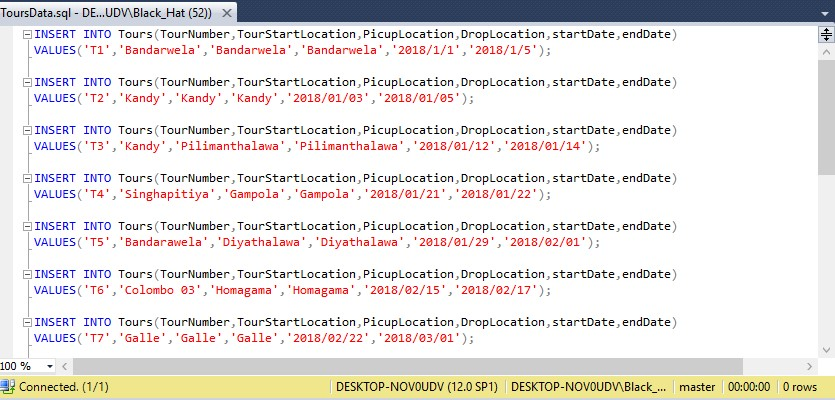 ToursData.sql - DE...UDV\Black_Hat (52))
INSERT INTO Tours(TourNumber,TourStartLocation,PicupLocation,DropLocation,startDate,endDate)
VALUES('T1','Bandarwela','Bandarwela','Bandarwela','2018/1/1','2018/1/5');
INSERT INTO Tours(TourNumber,TourStartLocation,PicupLocation,DropLocation,startDate,endDate)
VALUES('T2','Kandy','Kandy','Kandy','2018/01/03','2018/01/05');
INSERT INTO Tours(TourNumber,TourStartLocation,PicupLocation,DropLocation,startDate,endDate)
VALUES('T3','Kandy','Pilimanthalawa','Pilimanthalawa','2018/01/12','2018/01/14');
INSERT INTO Tours(TourNumber,TourStartLocation,PicupLocation,DropLocation,startDate,endDate)
VALUES('T4','Singhapitiya','Gampola','Gampola','2018/01/21','2018/01/22');
INSERT INTO Tours(TourNumber,TourStartLocation,PicupLocation,DropLocation,startDate,endDate)
VALUES('T5','Bandarawela','Diyathalawa','Diyathalawa','2018/01/29','2018/02/01');
INSERT INTO Tours(TourNumber,TourStartLocation,PicupLocation,DropLocation,startDate,endDate)
VALUES('T6','Colombo 03','Homagama','Homagama','2018/02/15','2018/02/17');
INSERT INTO Tours(TourNumber,TourStartLocation,PicupLocation,DropLocation,startDate,endDate)
VALUES('T7','Galle','Galle','Galle','2018/02/22','2018/03/01');
100 %
Connected. (1/1) DESKTOP-NOV0UDV (12.0 SP1) DESKTOP-NOV0UDV\Black_... master 00:00:00 0 rows